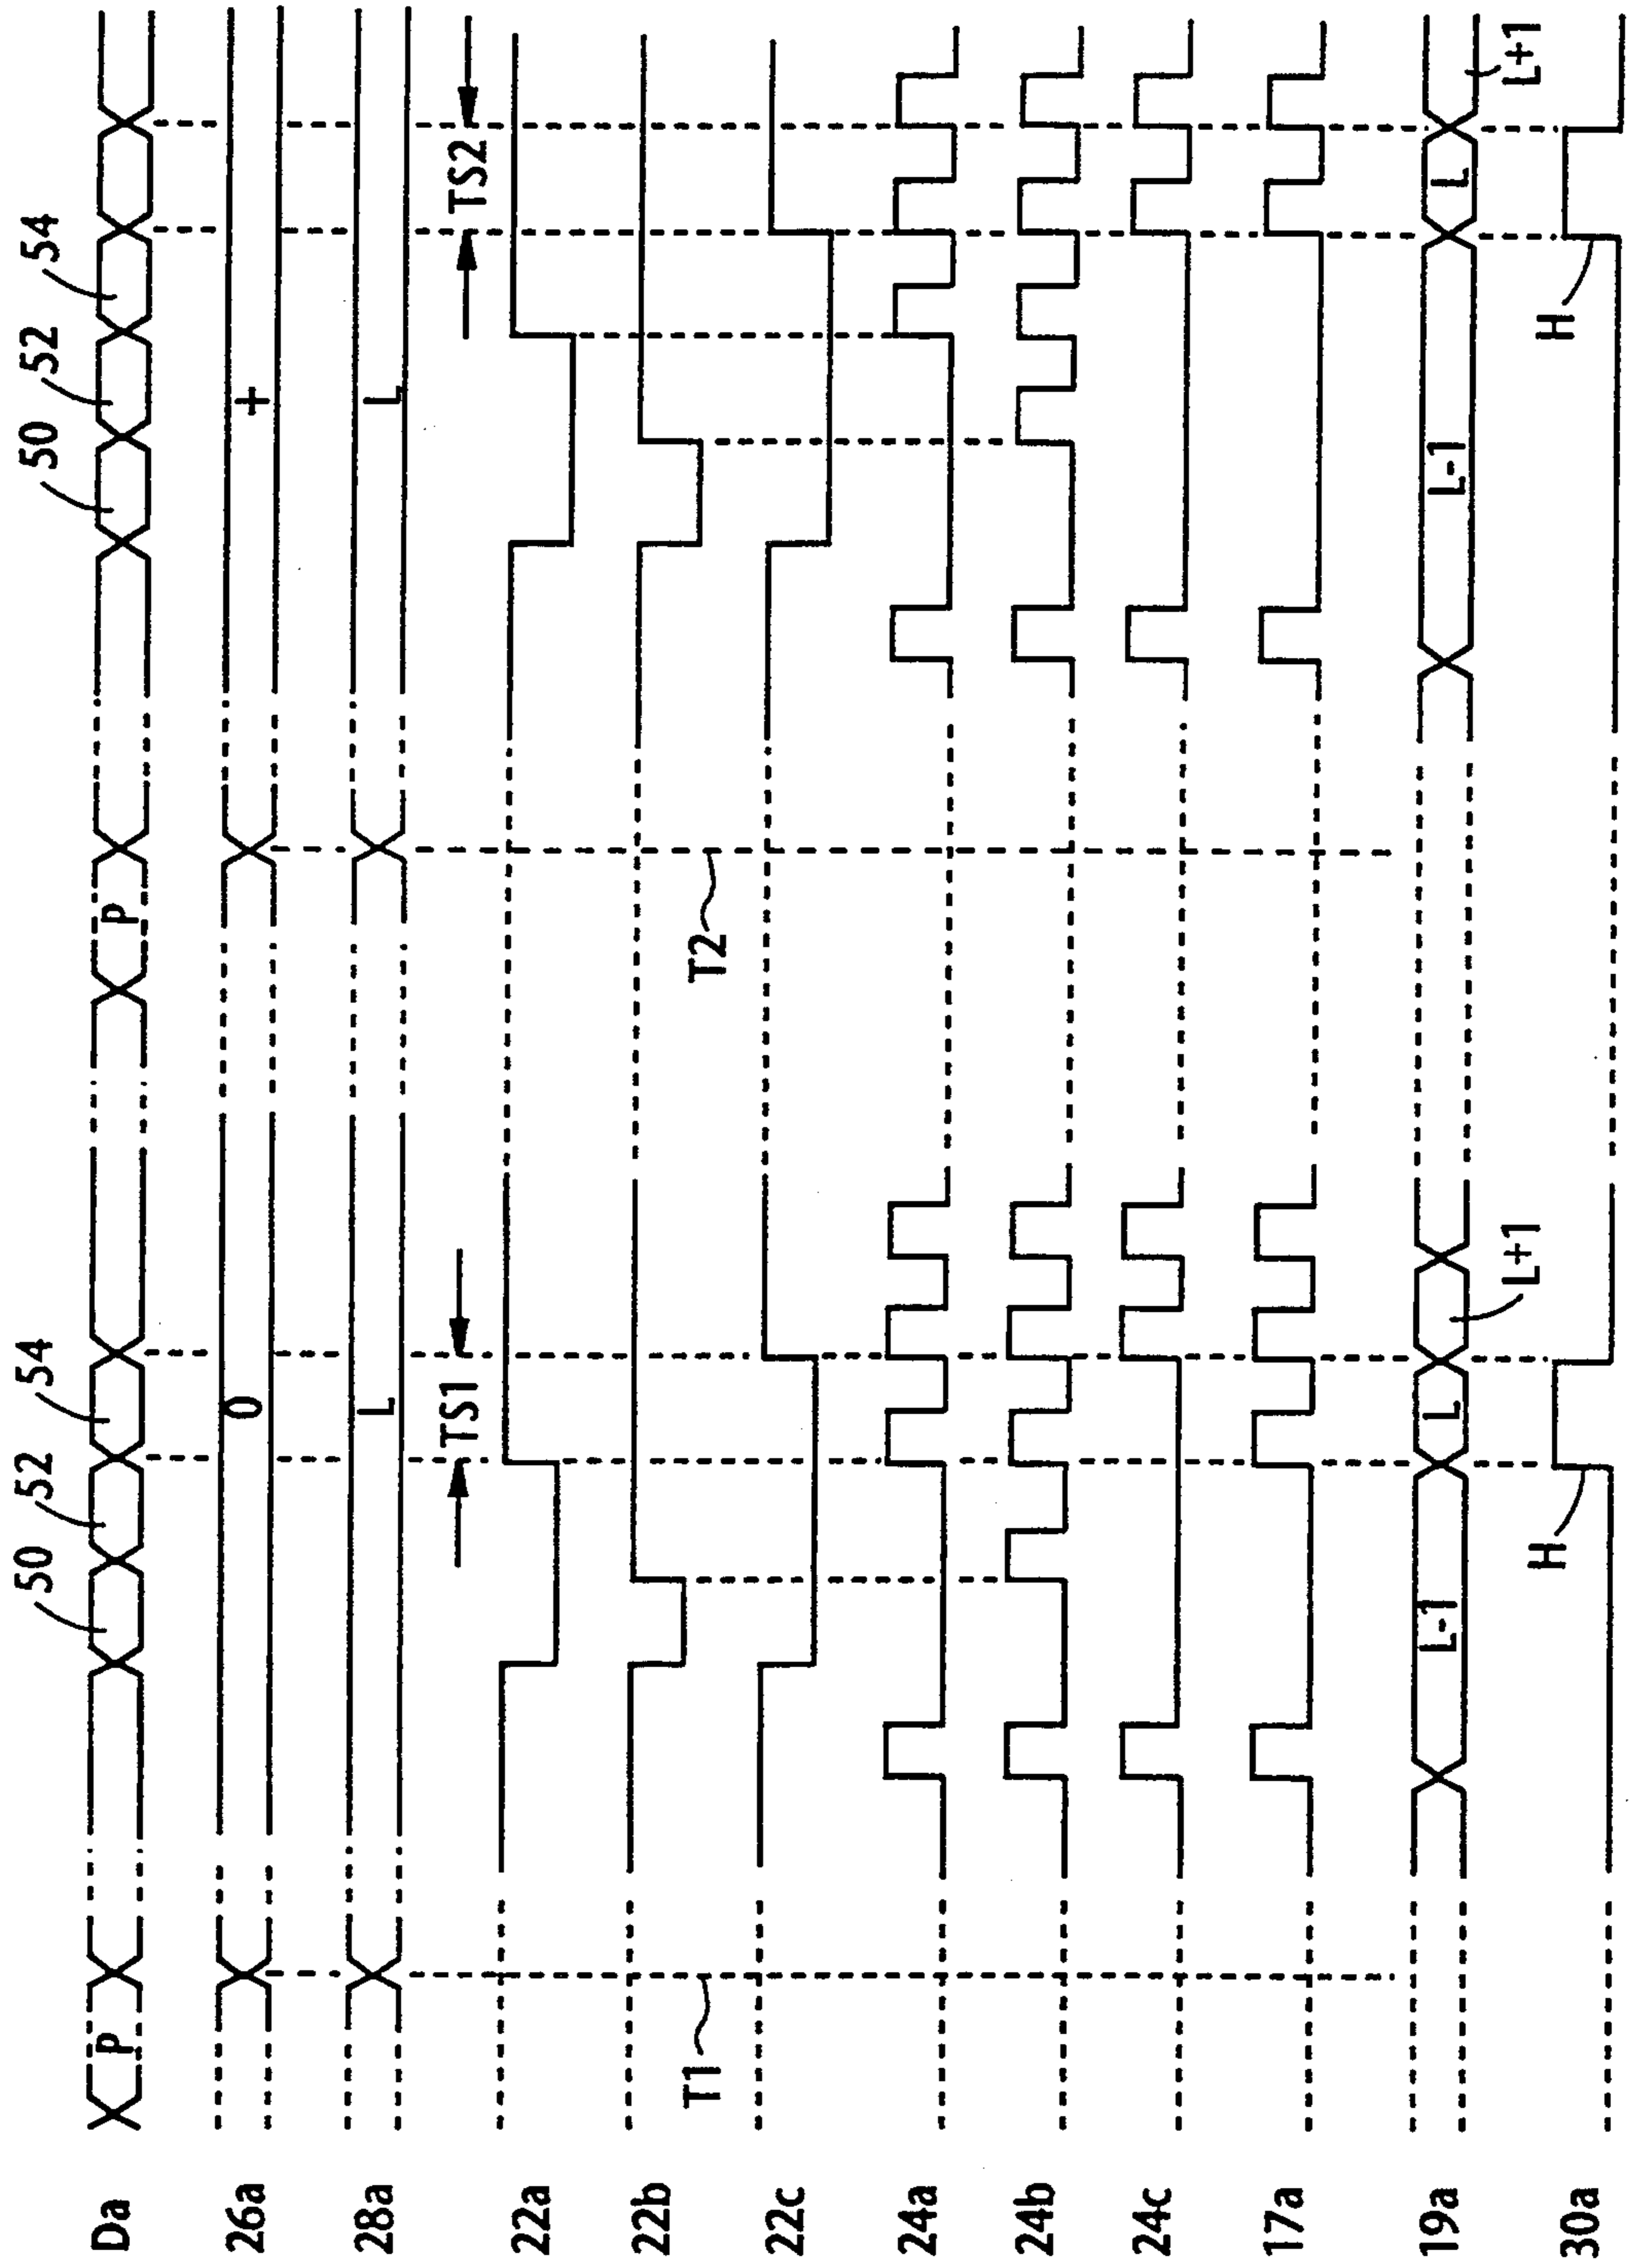 50 52 54 50 52 54
Da P P
26a 0 +
28a L L
TS1 TS2
22a
22b
T1 T2
22c
24a
24b
24c
17a
19a L-1 L L-1 L
L+1 L+1
H H
30a